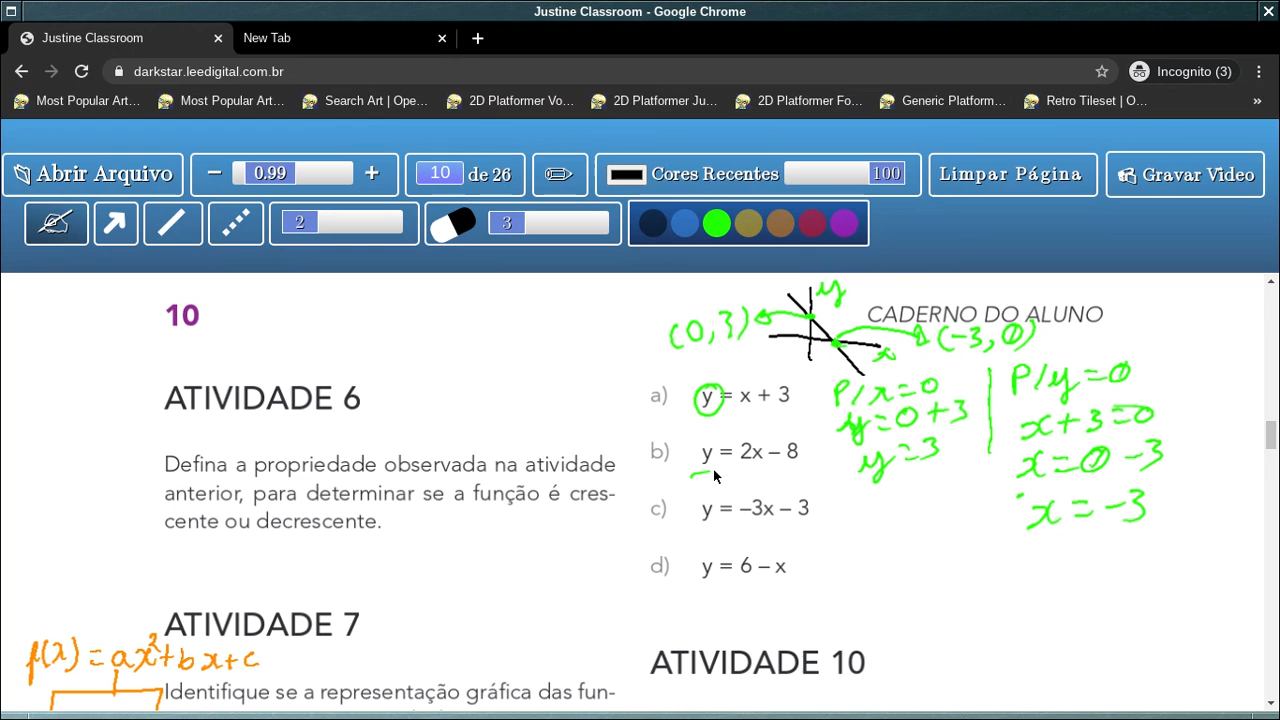 Justine Classroom - Google Chrome
Justine Classroom
New Tab
darkstar.leedigital.com.br
Incognito (3)
Most Popular Art...
Most Popular Art...
Search Art | Ope...
2D Platformer Vo...
2D Platformer Ju...
2D Platformer Fo...
Generic Platform...
Retro Tileset | O...
»
Abrir Arquivo
− 0.99 +
10 de 26
Cores Recentes 100
Limpar Página
Gravar Video
2
3
10
CADERNO DO ALUNO
y
(0,3)
(-3, 0)
x
ATIVIDADE 6
Defina a propriedade observada na atividade
anterior, para determinar se a função é cres-
cente ou decrescente.
ATIVIDADE 7
f(x) = ax²+bx+c
Identifique se a representação gráfica das fun-
a) y = x + 3
b) y = 2x – 8
c) y = –3x – 3
d) y = 6 – x
P/x=0
y=0+3
y=3
P/y=0
x+3=0
x=0-3
x=-3
ATIVIDADE 10